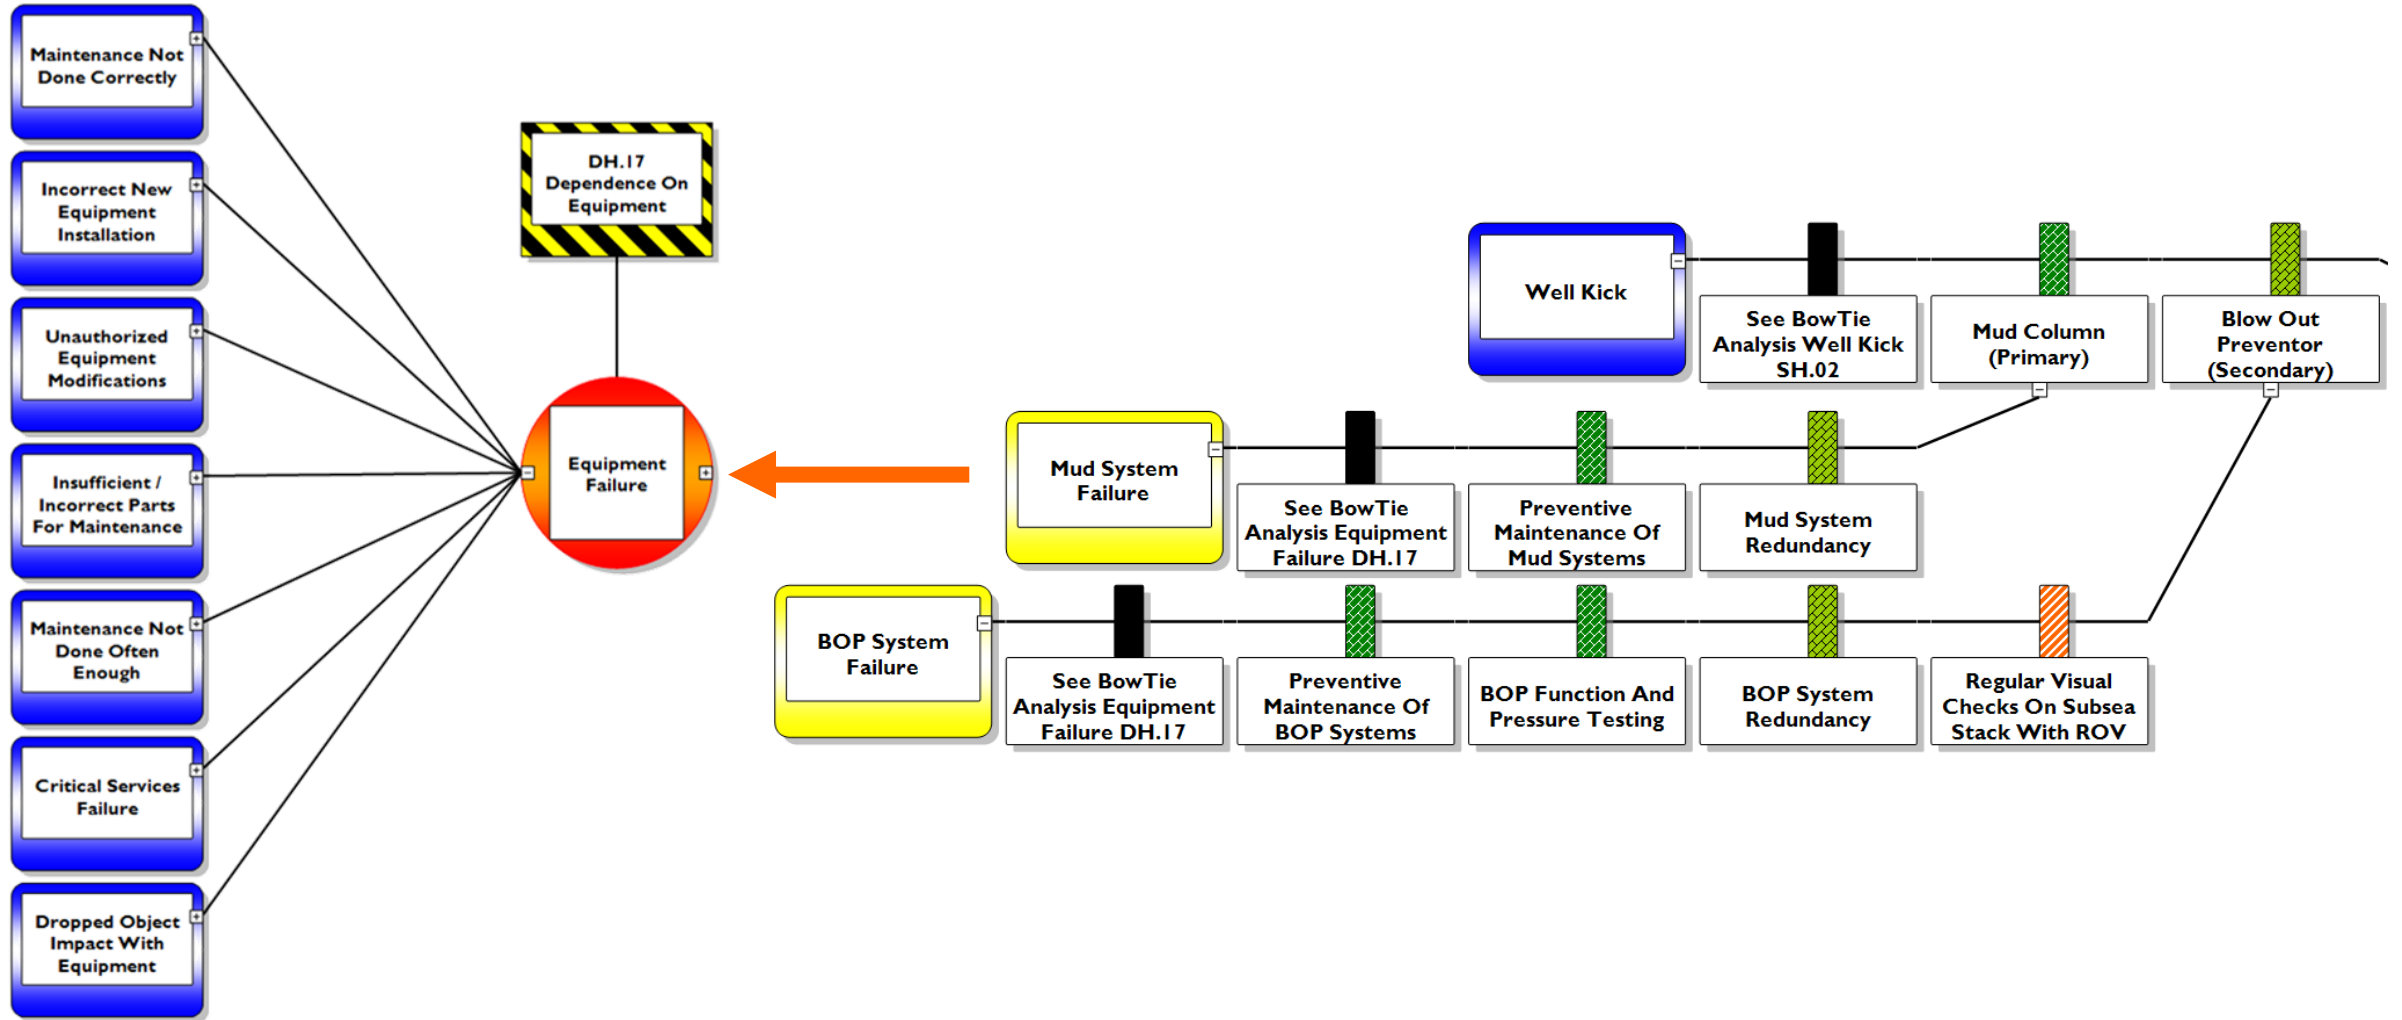 Maintenance Not
Done Correctly
Incorrect New
Equipment
Installation
Unauthorized
Equipment
Modifications
Insufficient /
Incorrect Parts
For Maintenance
Maintenance Not
Done Often
Enough
Critical Services
Failure
Dropped Object
Impact With
Equipment
DH.17
Dependence On
Equipment
Equipment
Failure
Well Kick
See BowTie
Analysis Well Kick
SH.02
Mud Column
(Primary)
Blow Out
Preventor
(Secondary)
Mud System
Failure
See BowTie
Analysis Equipment
Failure DH.17
Preventive
Maintenance Of
Mud Systems
Mud System
Redundancy
BOP System
Failure
See BowTie
Analysis Equipment
Failure DH.17
Preventive
Maintenance Of
BOP Systems
BOP Function And
Pressure Testing
BOP System
Redundancy
Regular Visual
Checks On Subsea
Stack With ROV